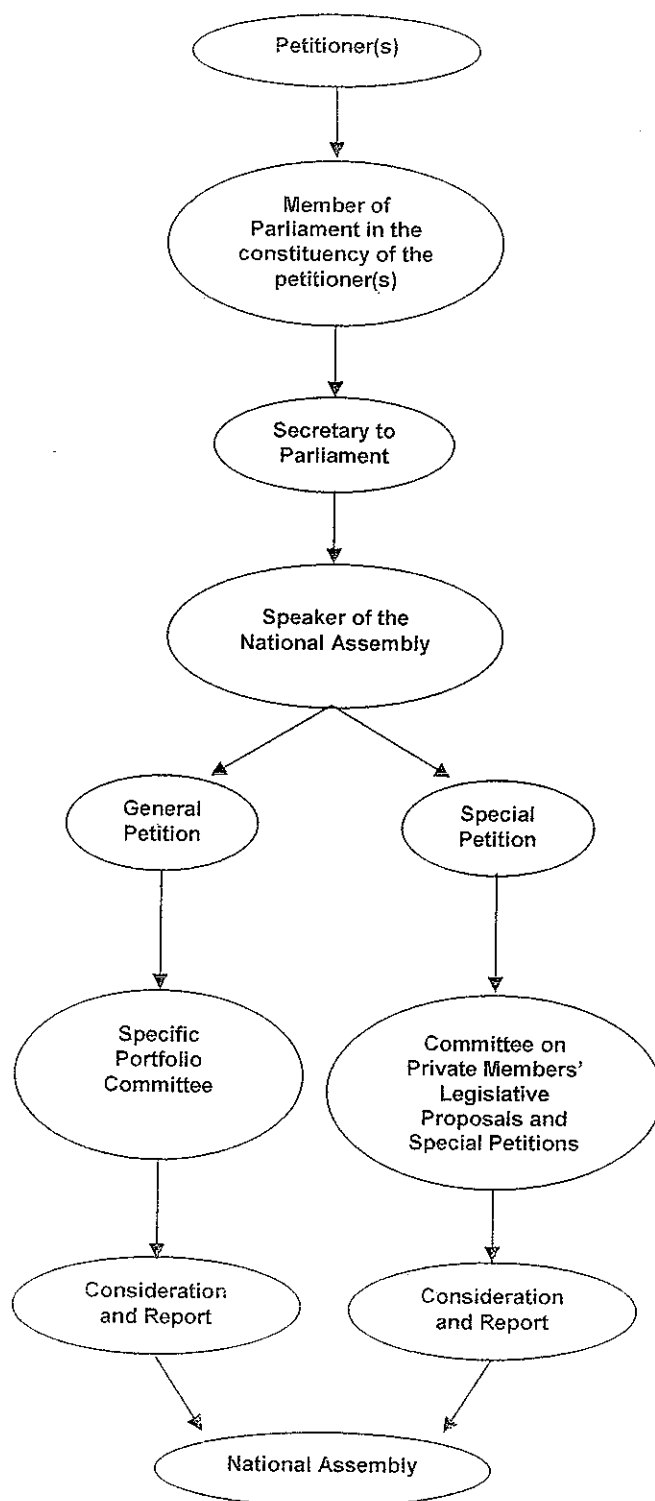 Petitioner(s)
Member of
Parliament in the
constituency of the
petitioner(s)
Secretary to
Parliament
Speaker of the
National Assembly
General
Petition
Special
Petition
Specific
Portfolio
Committee
Committee on
Private Members'
Legislative
Proposals and
Special Petitions
Consideration
and Report
Consideration
and Report
National Assembly